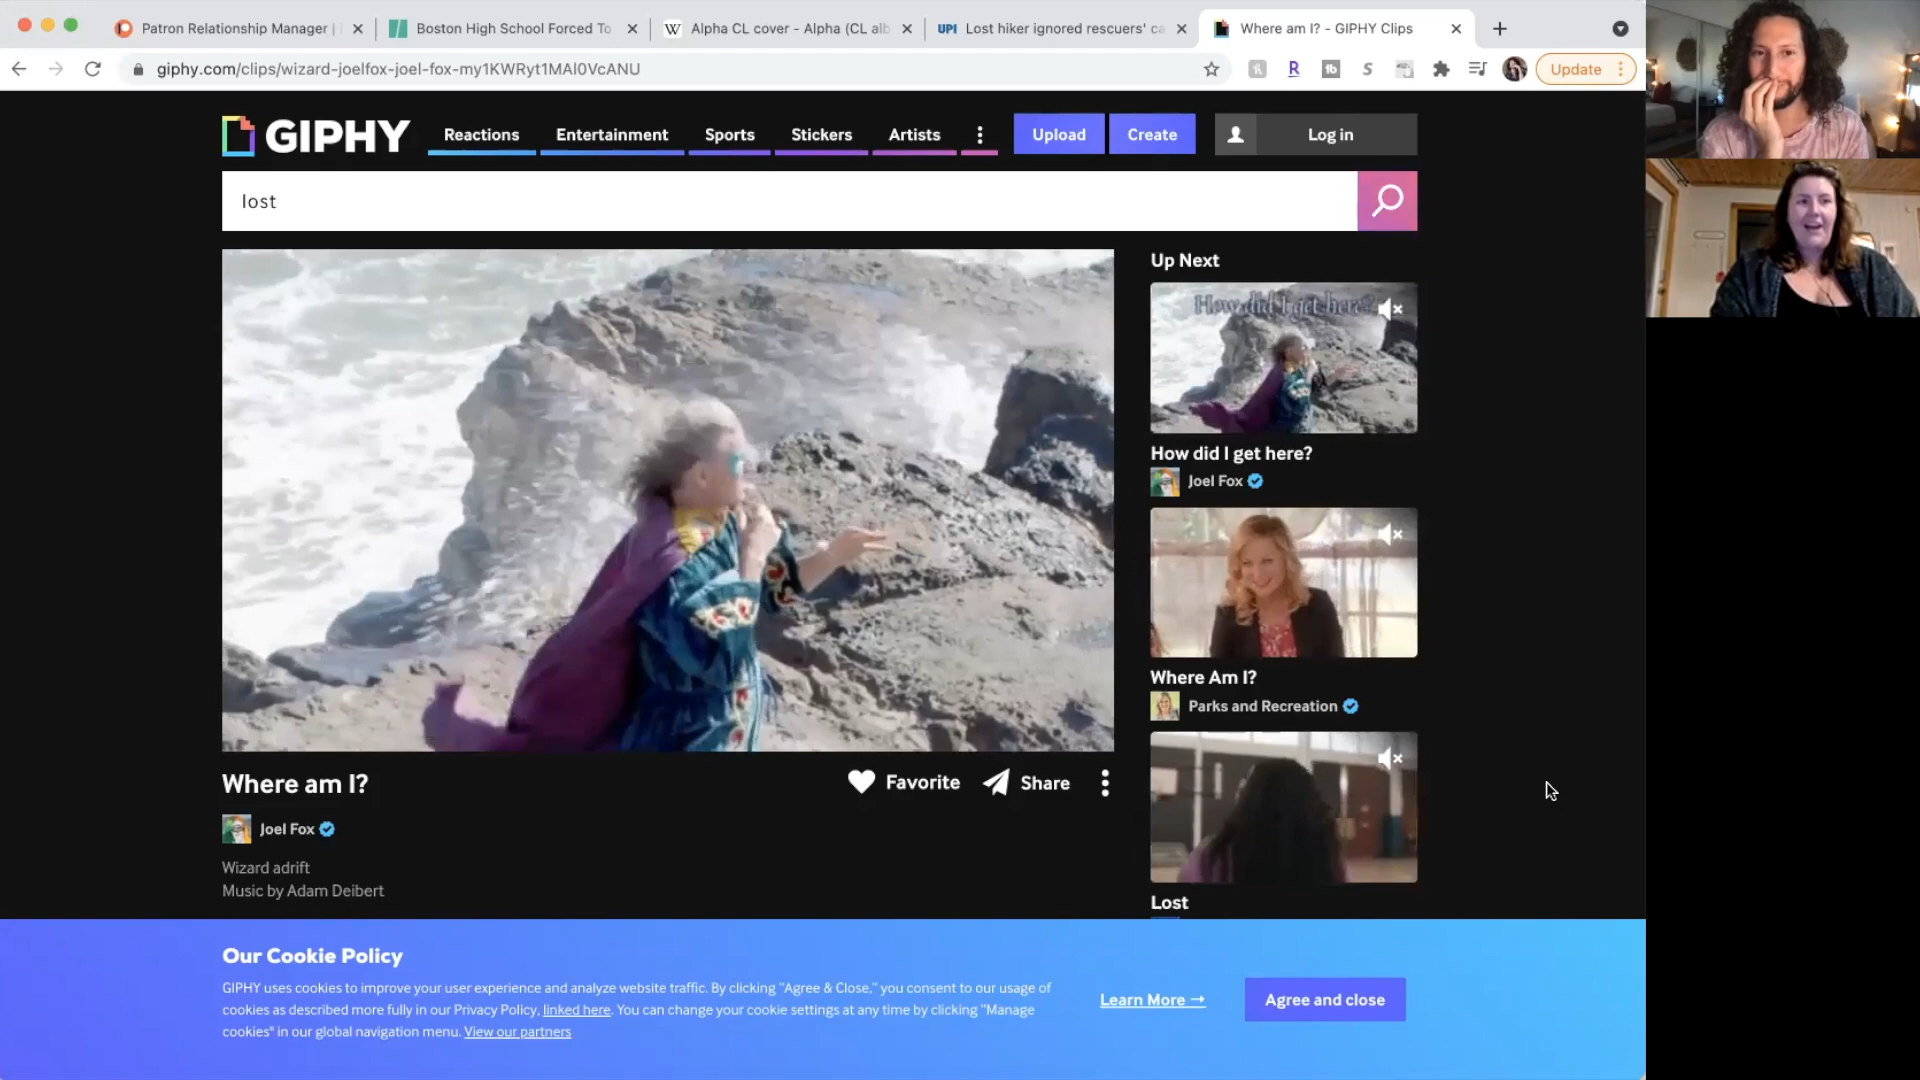 Patron Relationship Manager |
Boston High School Forced To
W Alpha CL cover - Alpha (CL alb
UPI Lost hiker ignored rescuers' ca
Where am I? - GIPHY Clips
giphy.com/clips/wizard-joelfox-joel-fox-my1KWRyt1MAI0VcANU
Update
GIPHY
Reactions
Entertainment
Sports
Stickers
Artists
Upload
Create
Log in
lost
Up Next
How did I get here?
How did I get here?
Joel Fox
Where Am I?
Parks and Recreation
Lost
Where am I?
Favorite
Share
Joel Fox
Wizard adrift
Music by Adam Deibert
Our Cookie Policy
GIPHY uses cookies to improve your user experience and analyze website traffic. By clicking "Agree & Close," you consent to our usage of
cookies as described more fully in our Privacy Policy, linked here. You can change your cookie settings at any time by clicking "Manage
cookies" in our global navigation menu. View our partners
Learn More →
Agree and close